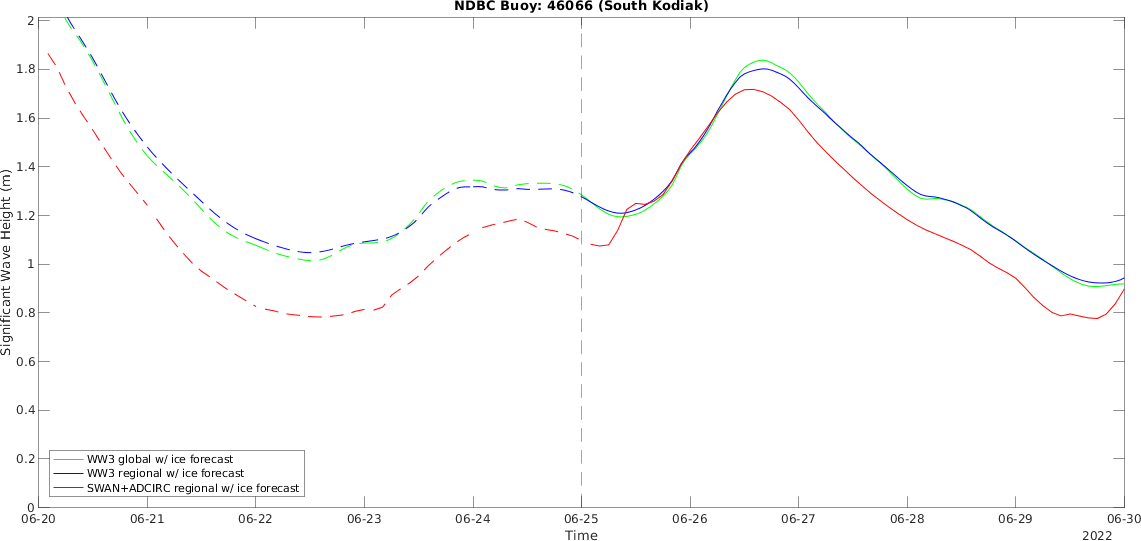 NDBC Buoy: 46066 (South Kodiak)
2
1.8
1.6
1.4
1.2
1
0.8
0.6
0.4
0.2
0
Significant Wave Height (m)
WW3 global w/ ice forecast
WW3 regional w/ ice forecast
SWAN+ADCIRC regional w/ ice forecast
06-20 06-21 06-22 06-23 06-24 06-25 06-26 06-27 06-28 06-29 06-30
Time
2022